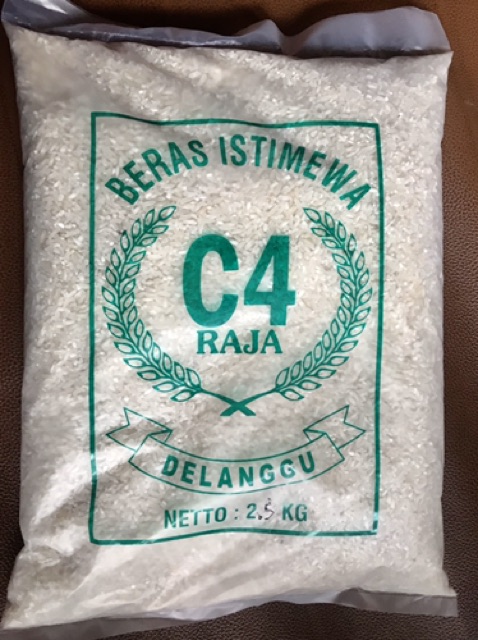 BERAS ISTIMEWA
C4
RAJA
DELANGGU
NETTO : 2.5 KG